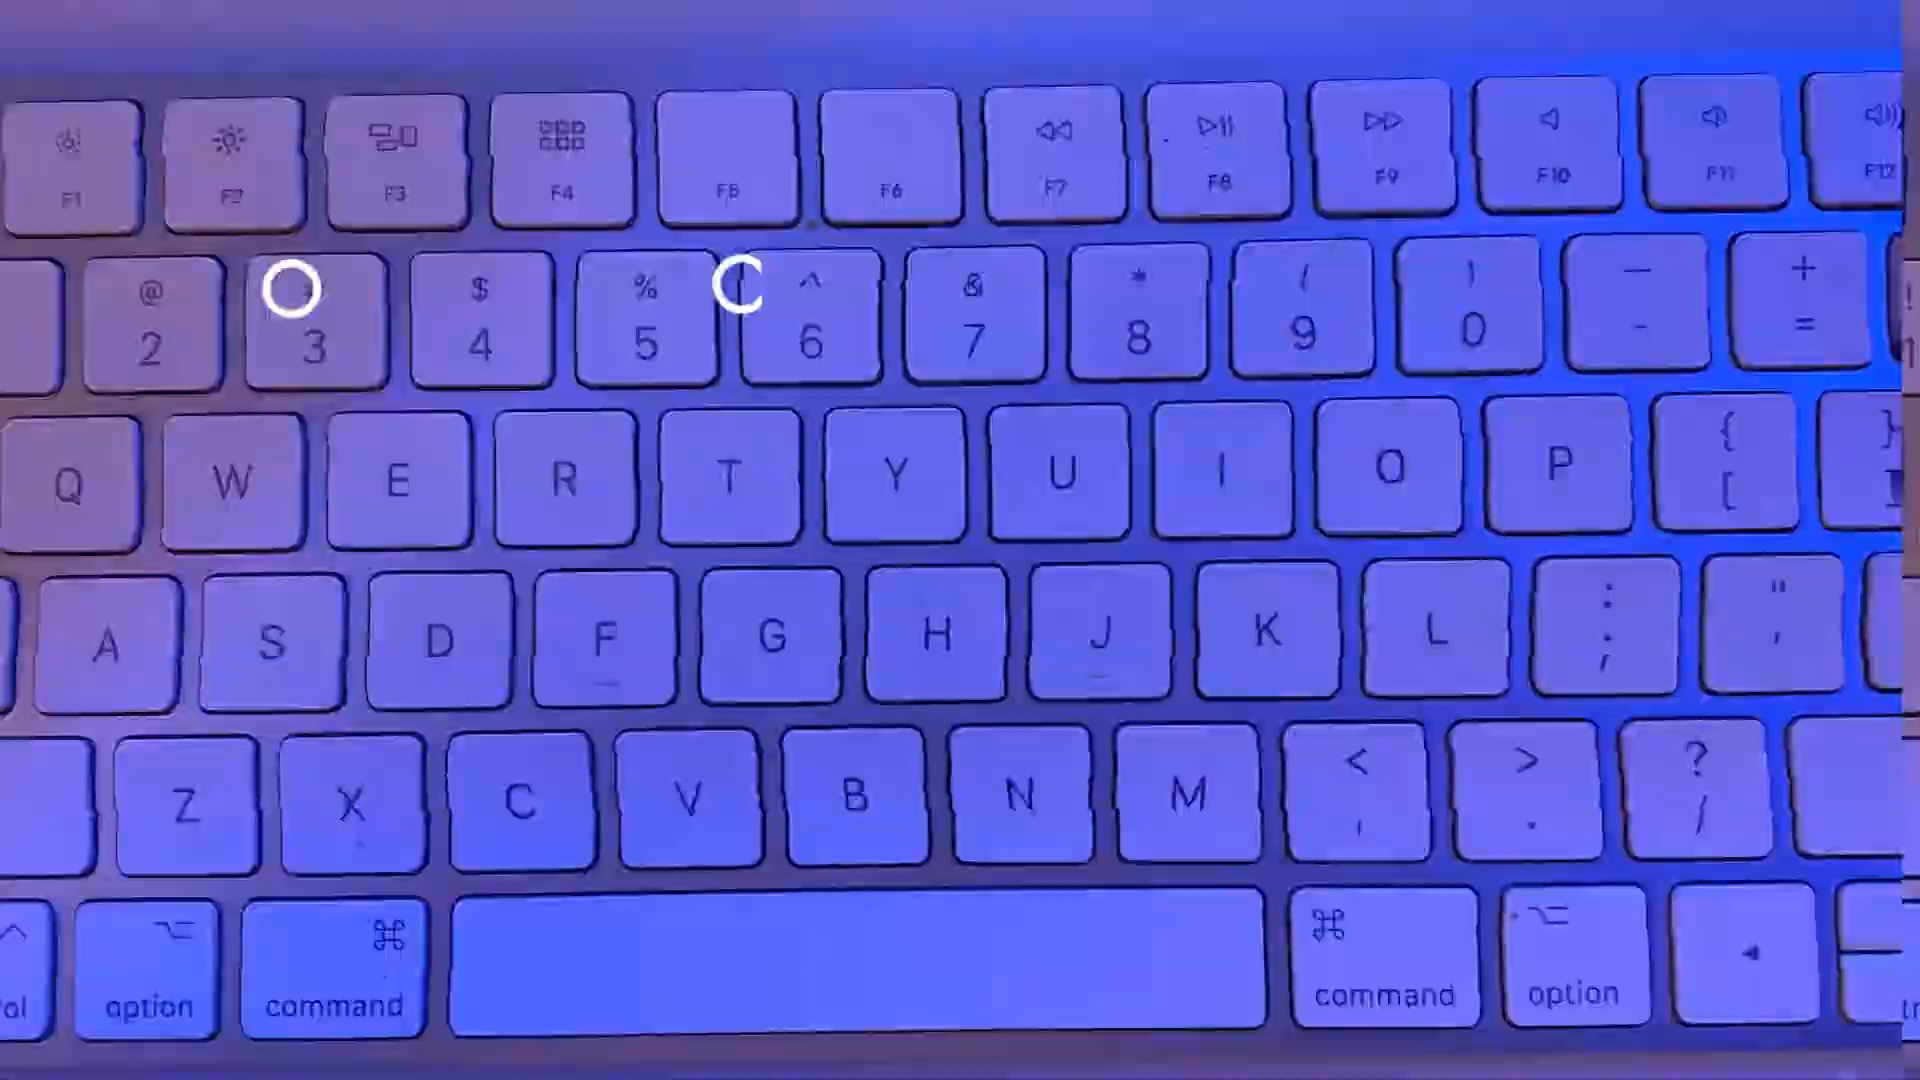 F1 F2 F3 F4 F5 F6 F7 F8 F9 F10 F11 F12
@ $ % ^ & * ( ) — +
2 3 4 5 6 7 8 9 0 - =
Q W E R T Y U I O P { [ }
A S D F G H J K L : ; " '
Z X C V B N M < , > . ? /
option command command option